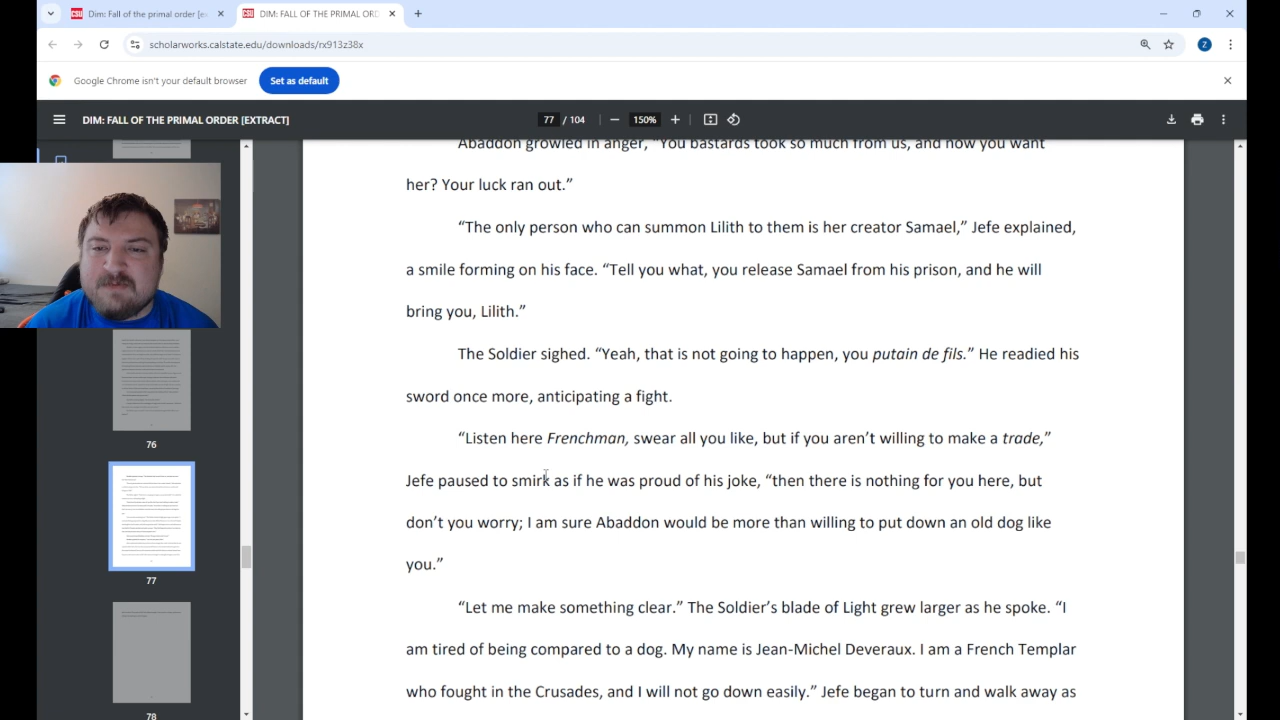 DIM: Fall of the primal order [ex
DIM: FALL OF THE PRIMAL ORD
scholarworks.calstate.edu/downloads/rx913z38x
Z
Google Chrome isn't your default browser
Set as default
DIM: FALL OF THE PRIMAL ORDER [EXTRACT]
77 / 104
150%
Abaddon growled in anger, “You bastards took so much from us, and now you want
her? Your luck ran out.”
“The only person who can summon Lilith to them is her creator Samael,” Jefe explained,
a smile forming on his face. “Tell you what, you release Samael from his prison, and he will
bring you, Lilith.”
The Soldier sighed. “Yeah, that is not going to happen, you putain de fils.” He readied his
sword once more, anticipating a fight.
“Listen here Frenchman, swear all you like, but if you aren’t willing to make a trade,”
Jefe paused to smirk as if he was proud of his joke, “then there is nothing for you here, but
don’t you worry; I am sure Abaddon would be more than willing to put down an old dog like
you.”
“Let me make something clear.” The Soldier’s blade of Light grew larger as he spoke. “I
am tired of being compared to a dog. My name is Jean-Michel Deveraux. I am a French Templar
who fought in the Crusades, and I will not go down easily.” Jefe began to turn and walk away as
76
77
78